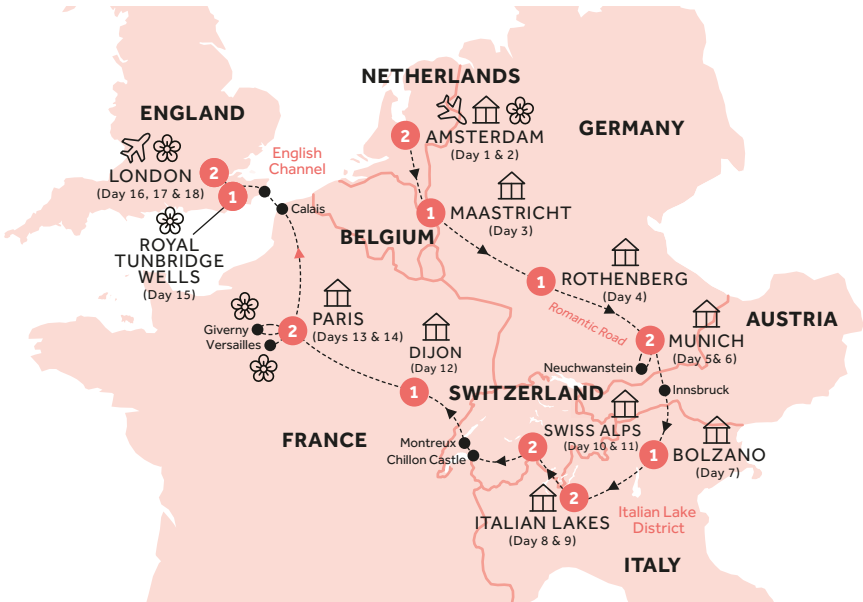 NETHERLANDS
2
AMSTERDAM
(Day 1 & 2)
ENGLAND
GERMANY
English
Channel
2
LONDON
(Day 16, 17 & 18)
1
Calais
ROYAL
TUNBRIDGE
WELLS
(Day 15)
1
MAASTRICHT
(Day 3)
BELGIUM
1
ROTHENBERG
(Day 4)
Romantic Road
2
MUNICH
(Day 5& 6)
AUSTRIA
Neuchwanstein
Innsbruck
2
PARIS
(Days 13 & 14)
Giverny
Versailles
DIJON
(Day 12)
1
SWITZERLAND
2
SWISS ALPS
(Day 10 & 11)
FRANCE
Montreux
Chillon Castle
1
BOLZANO
(Day 7)
2
ITALIAN LAKES
(Day 8 & 9)
Italian Lake
District
ITALY